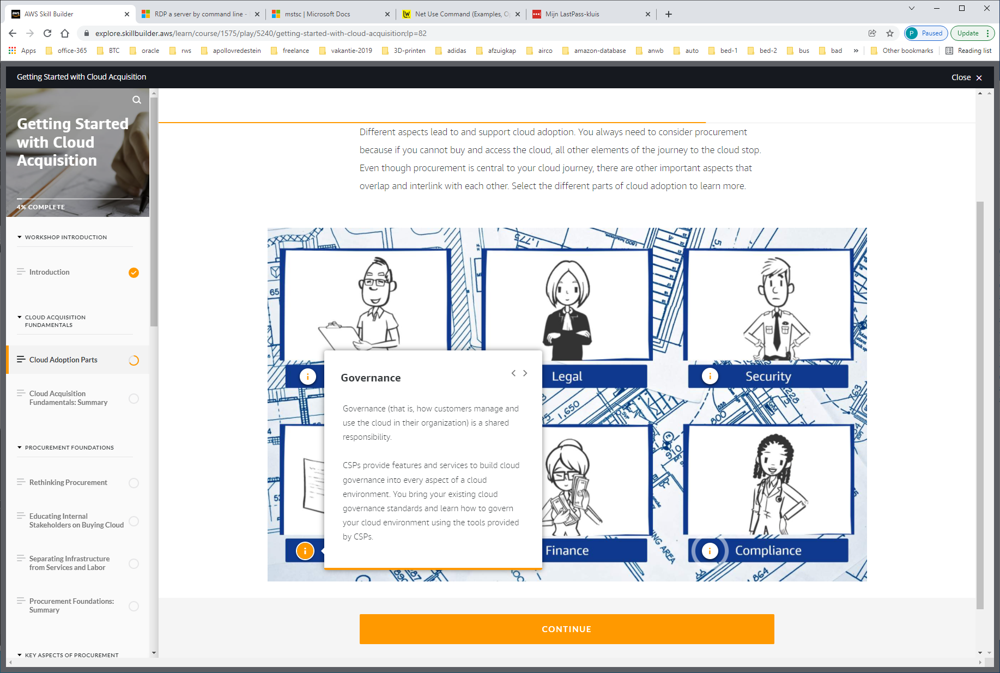 AWS Skill Builder
RDP a server by command line -
mstsc | Microsoft Docs
Net Use Command (Examples, O
Mijn LastPass-kluis
explore.skillbuilder.aws/learn/course/1575/play/5240/getting-started-with-cloud-acquisition;lp=82
P Paused
Update
Apps office-365 BTC oracle rws apollovredestein freelance vakantie-2019 3D-printen adidas afzuigkap airco amazon-database anwb auto bed-1 bed-2 bus bad » Other bookmarks Reading list
Getting Started with Cloud Acquisition
Close
Getting Started
with Cloud
Acquisition
4% COMPLETE
WORKSHOP INTRODUCTION
Introduction
CLOUD ACQUISITION
FUNDAMENTALS
Cloud Adoption Parts
Cloud Acquisition
Fundamentals: Summary
PROCUREMENT FOUNDATIONS
Rethinking Procurement
Educating Internal
Stakeholders on Buying Cloud
Separating Infrastructure
from Services and Labor
Procurement Foundations:
Summary
KEY ASPECTS OF PROCUREMENT
Different aspects lead to and support cloud adoption. You always need to consider procurement
because if you cannot buy and access the cloud, all other elements of the journey to the cloud stop.
Even though procurement is central to your cloud journey, there are other important aspects that
overlap and interlink with each other. Select the different parts of cloud adoption to learn more.
1,775
65
Legal
Security
Governance
Governance (that is, how customers manage and
use the cloud in their organization) is a shared
responsibility.
CSPs provide features and services to build cloud
governance into every aspect of a cloud
environment. You bring your existing cloud
governance standards and learn how to govern
your cloud environment using the tools provided
by CSPs.
1,650
800
228
763
910
Finance
Compliance
NG AREA
864
CONTINUE